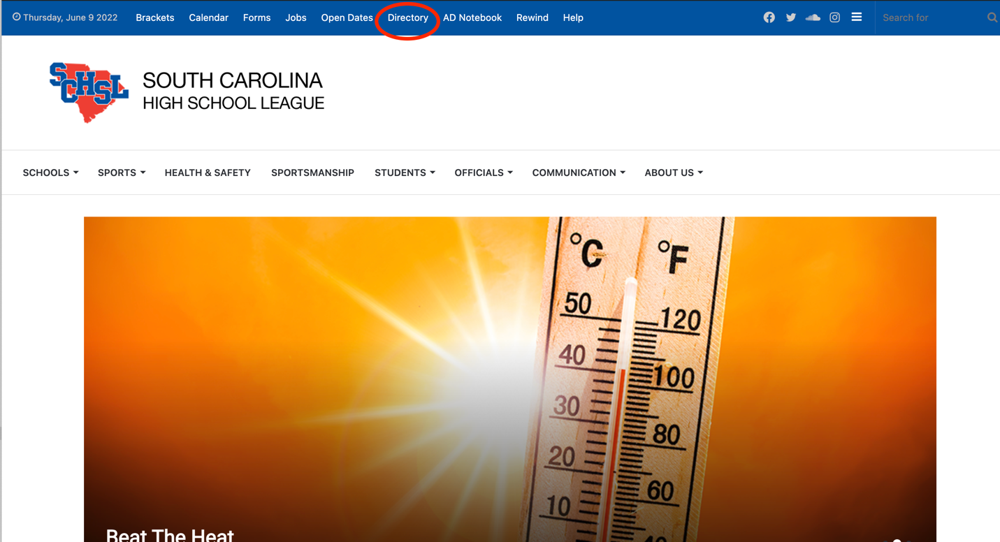 Thursday, June 9 2022 Brackets Calendar Forms Jobs Open Dates Directory AD Notebook Rewind Help Search for
SCHSL
SOUTH CAROLINA
HIGH SCHOOL LEAGUE
SCHOOLS SPORTS HEALTH & SAFETY SPORTSMANSHIP STUDENTS OFFICIALS COMMUNICATION ABOUT US
°C °F
50 120
40 100
30 80
20 60
10 40
Beat The Heat